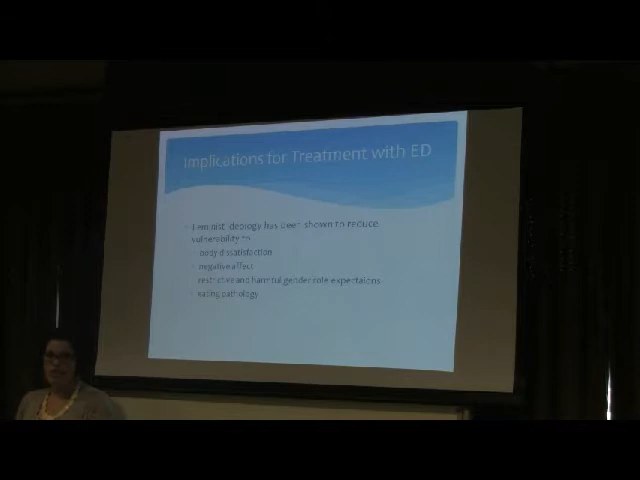 Implications for Treatment with ED
Feminist ideology has been shown to reduce
vulnerability to
body dissatisfaction
negative affect
restrictive and harmful gender role expectaions
eating pathology